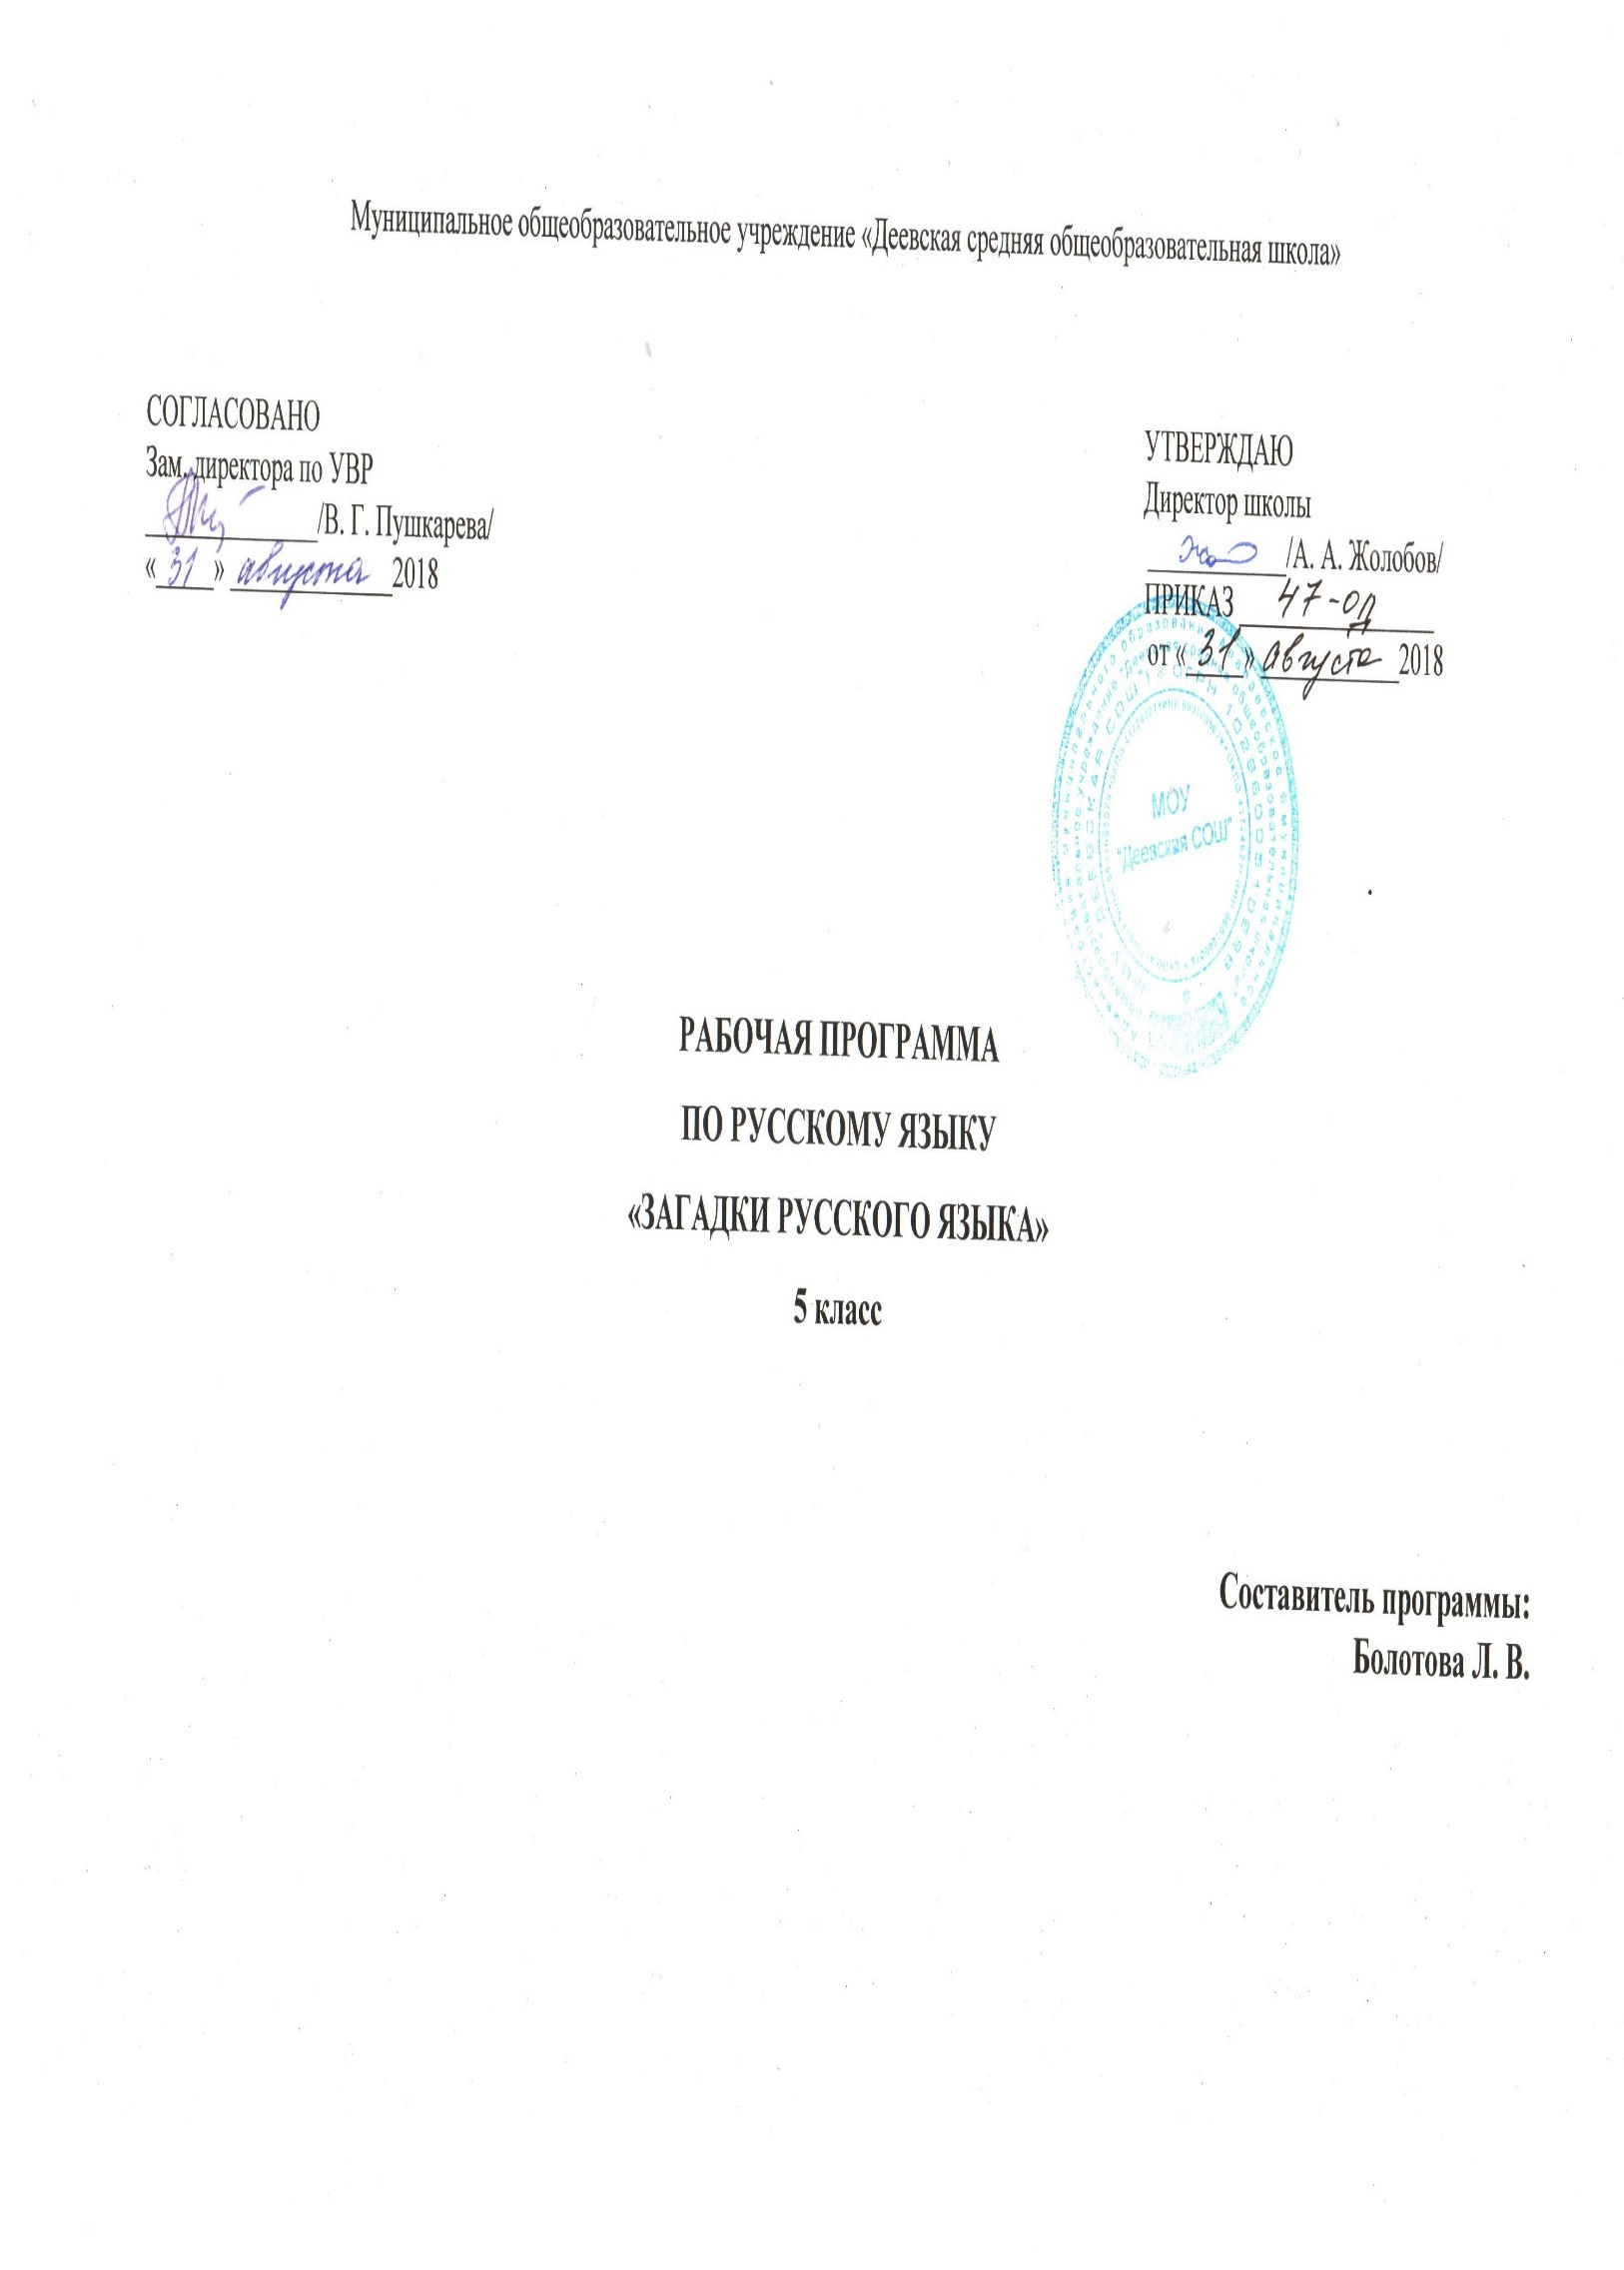 Муниципальное общеобразовательное учреждение «Деевская средняя общеобразовательная школа»
СОГЛАСОВАНО
Зам. директора по УВР
/В. Г. Пушкарева/
«31» августа 2018
УТВЕРЖДАЮ
Директор школы
/А. А. Жолобов/
ПРИКАЗ 47-од
от «31» августа 2018
МОУ
"Деевская СОШ"
РАБОЧАЯ ПРОГРАММА
ПО РУССКОМУ ЯЗЫКУ
«ЗАГАДКИ РУССКОГО ЯЗЫКА»
5 класс
Составитель программы:
Болотова Л. В.